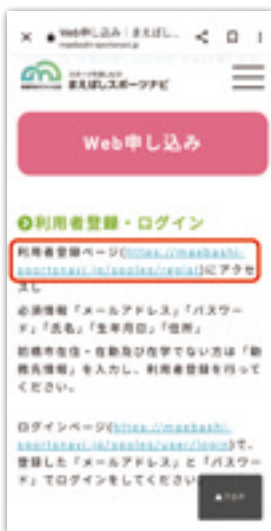 Web申し込み｜まえばし…
maebashi-sportsnavi.jp
まえばしスポーツナビ
Web申し込み
利用者登録・ログイン
利用者登録ページ(https://maebashi-
sportsnavi.jp/peoples/regist)にアクセ
スし
必須情報「メールアドレス」「パスワー
ド」「氏名」「生年月日」「住所」
前橋市在住・在勤及び在学でない方は「勤
務先情報」を入力し、利用者登録を行って
ください。
ログインページ(https://maebashi-
sportsnavi.jp/peoples/user/login)で、
登録した「メールアドレス」と「パスワー
ド」でログインをしてください
▲TOP